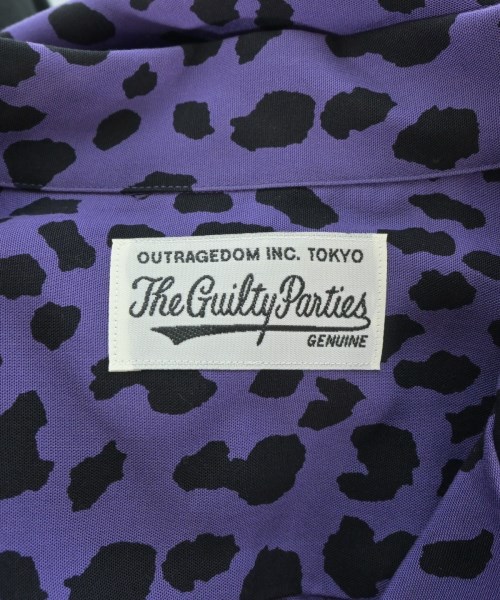 OUTRAGEDOM INC. TOKYO
The Guilty Parties
GENUINE